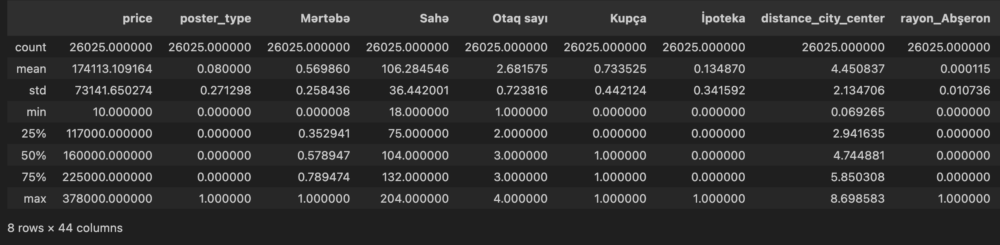 price poster_type Mərtəbə Sahə Otaq sayı Kupça İpoteka distance_city_center rayon_Abşeron
count 26025.000000 26025.000000 26025.000000 26025.000000 26025.000000 26025.000000 26025.000000 26025.000000 26025.000000
mean 174113.109164 0.080000 0.569860 106.284546 2.681575 0.733525 0.134870 4.450837 0.000115
std 73141.650274 0.271298 0.258436 36.442001 0.723816 0.442124 0.341592 2.134706 0.010736
min 10.000000 0.000000 0.000008 18.000000 1.000000 0.000000 0.000000 0.069265 0.000000
25% 117000.000000 0.000000 0.352941 75.000000 2.000000 0.000000 0.000000 2.941635 0.000000
50% 160000.000000 0.000000 0.578947 104.000000 3.000000 1.000000 0.000000 4.744881 0.000000
75% 225000.000000 0.000000 0.789474 132.000000 3.000000 1.000000 0.000000 5.850308 0.000000
max 378000.000000 1.000000 1.000000 204.000000 4.000000 1.000000 1.000000 8.698583 1.000000
8 rows × 44 columns